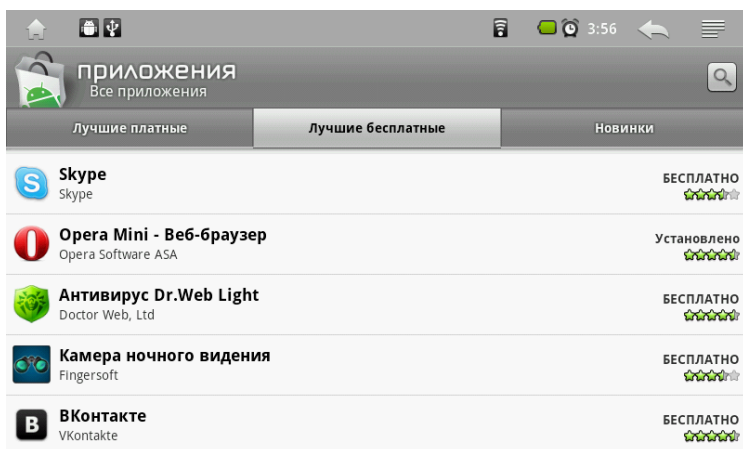 3:56
приложения
Все приложения
Лучшие платные
Лучшие бесплатные
Новинки
Skype
БЕСПЛАТНО
Skype
Opera Mini - Веб-браузер
Установлено
Opera Software ASA
Антивирус Dr.Web Light
БЕСПЛАТНО
Doctor Web, Ltd
Камера ночного видения
БЕСПЛАТНО
Fingersoft
ВКонтакте
БЕСПЛАТНО
VKontakte